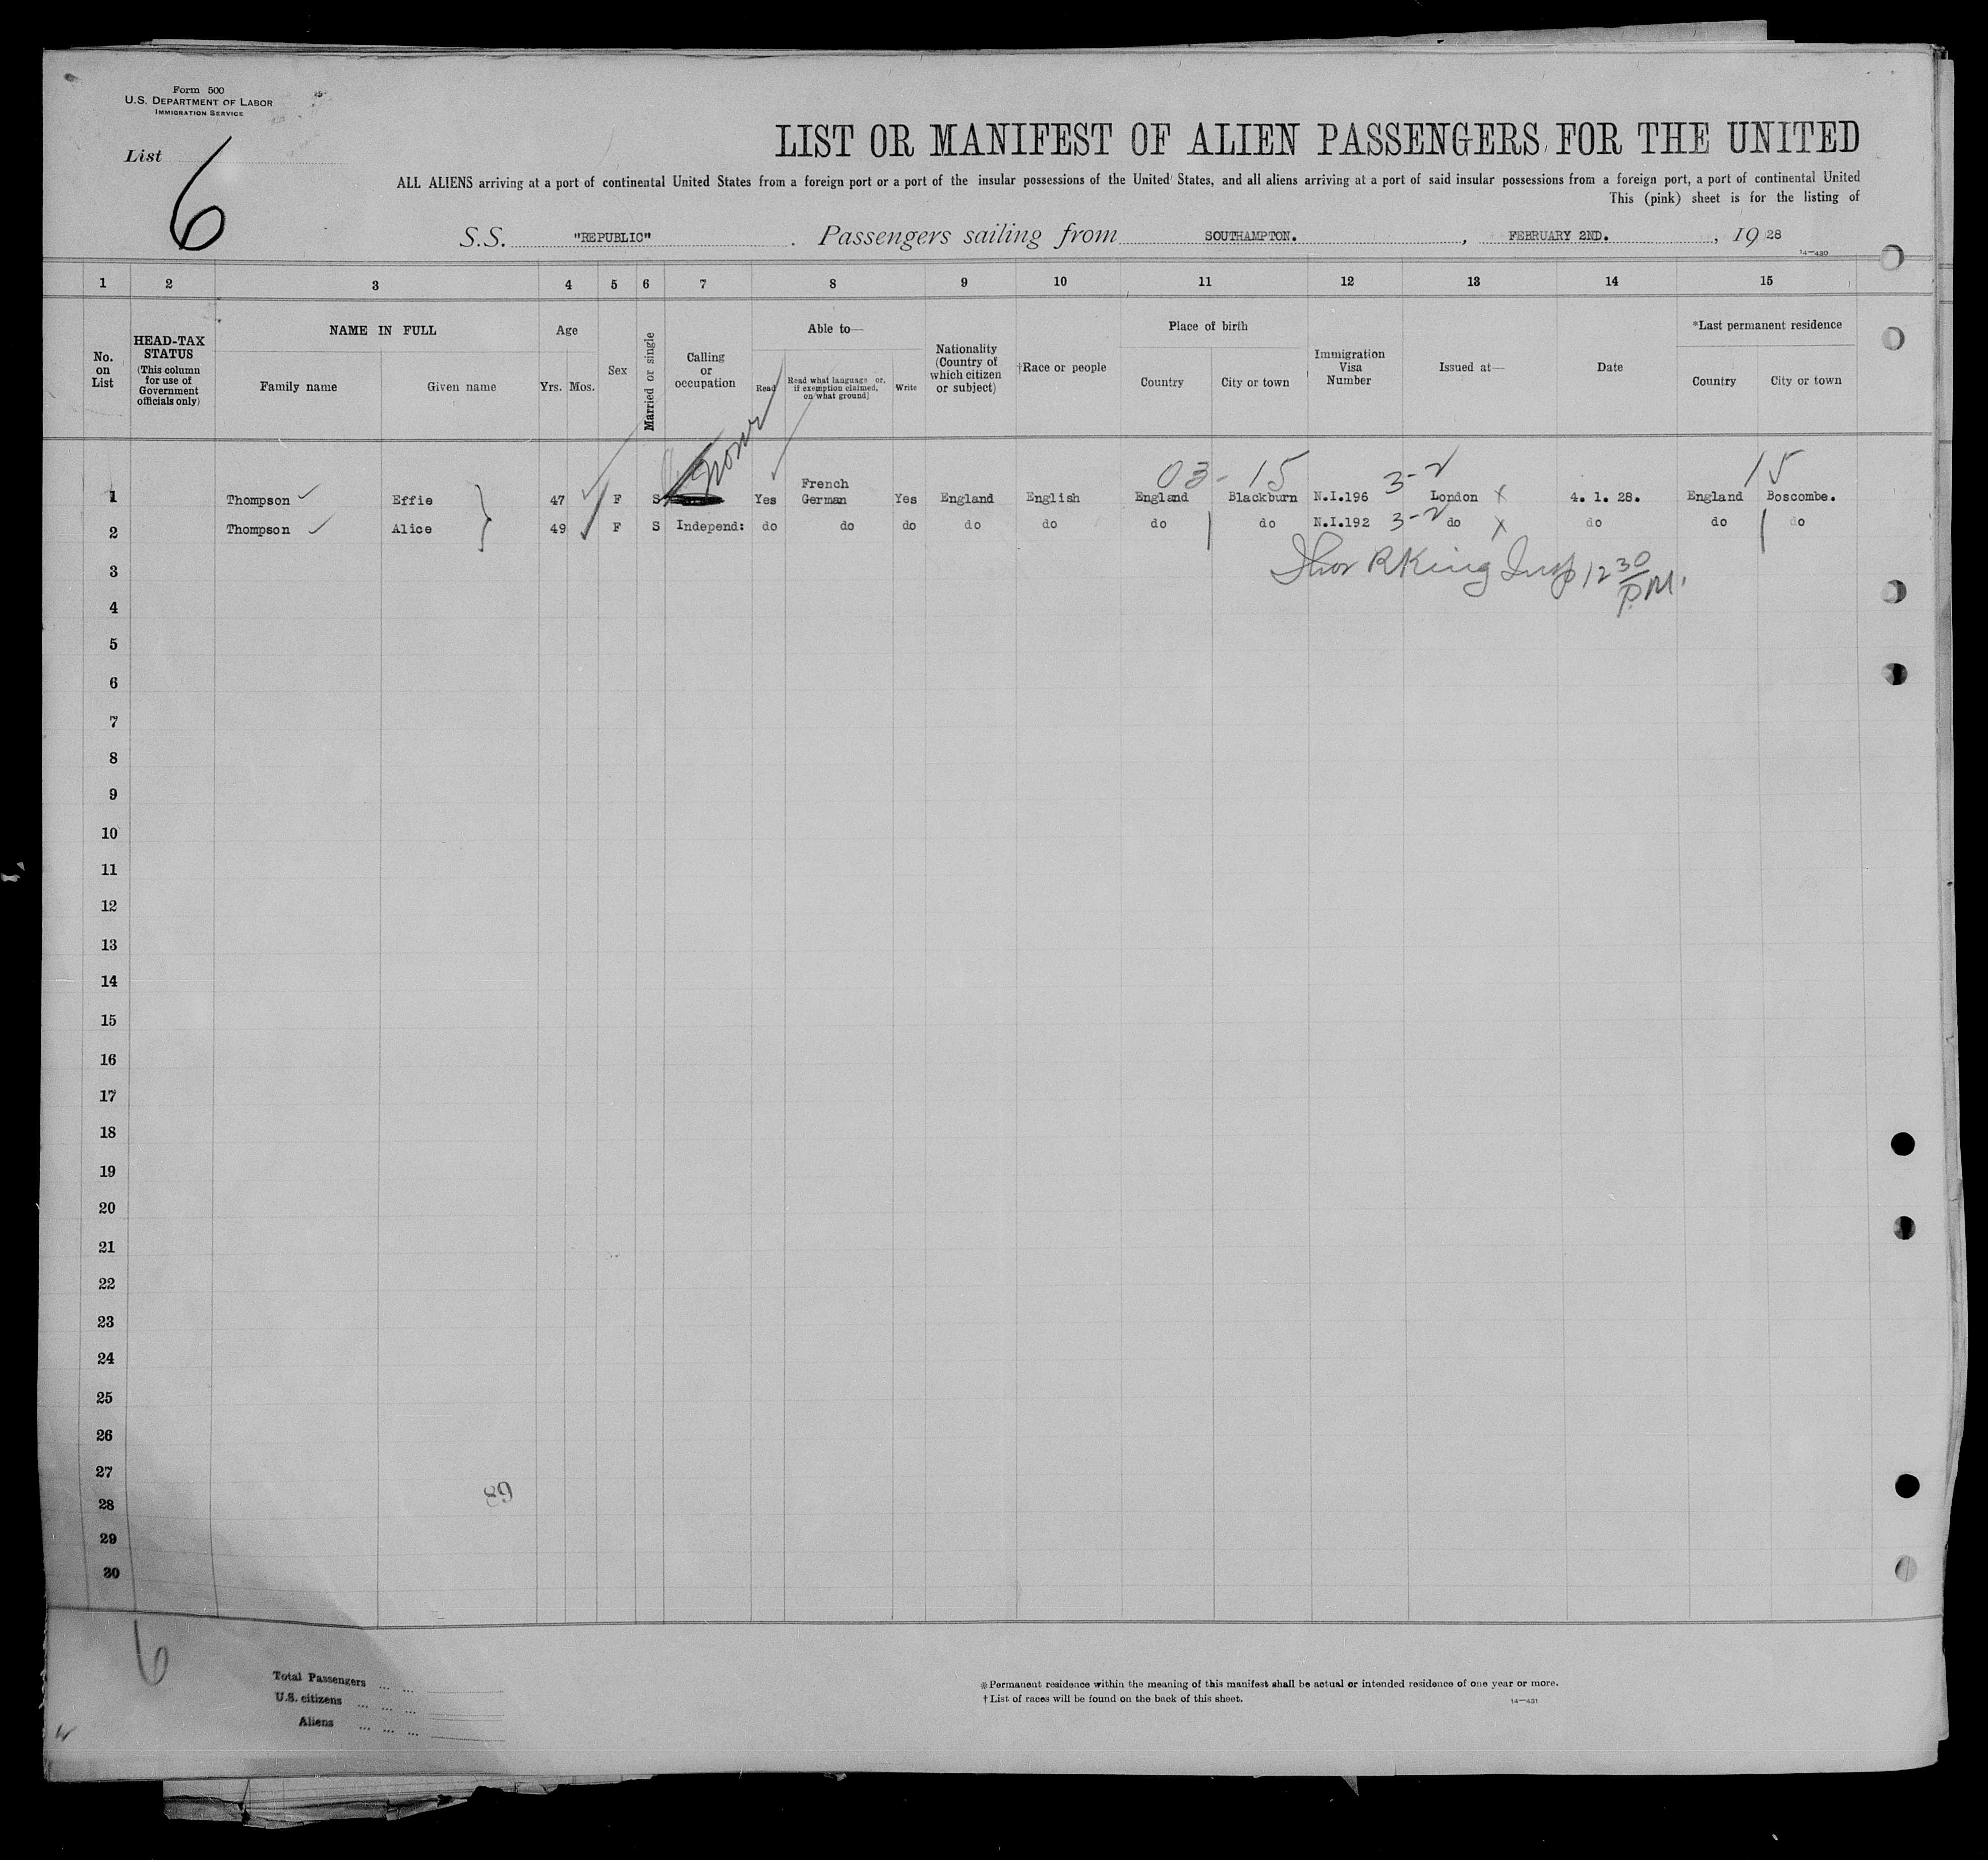 Form 500
U.S. DEPARTMENT OF LABOR
IMMIGRATION SERVICE
List 6
LIST OR MANIFEST OF ALIEN PASSENGERS FOR THE UNITED
ALL ALIENS arriving at a port of continental United States from a foreign port or a port of the insular possessions of the United States, and all aliens arriving at a port of said insular possessions from a foreign port, a port of continental United
This (pink) sheet is for the listing of
S.S. "REPUBLIC" . Passengers sailing from SOUTHAMPTON. , FEBRUARY 2ND. , 19 28
14—430
1 2 3 4 5 6 7 8 9 10 11 12 13 14 15
No. on List
HEAD-TAX STATUS (This column for use of Government officials only)
NAME IN FULL
Family name Given name
Age
Yrs. Mos.
Sex
Married or single
Calling or occupation
Able to—
Read
Read what language or, if exemption claimed, on what ground]
Write
Nationality (Country of which citizen or subject)
†Race or people
Place of birth
Country City or town
Immigration Visa Number
Issued at—
Date
*Last permanent residence
Country City or town
None
03-15 3-2 15
French
1 Thompson Effie 47 F S Yes German Yes England English England Blackburn N.I.196 London X 4. 1. 28. England Boscombe.
2 Thompson Alice 49 F S Independ: do do do do do do do N.I.192 3-2 do X do do do
Thos R King Insp 12 30 P.M.
3
4
5
6
7
8
9
10
11
12
13
14
15
16
17
18
19
20
21
22
23
24
25
26
27
28
29
30
89
6
Total Passengers ... ...
U.S. citizens ... ... ...
Aliens ... ... ...
*Permanent residence within the meaning of this manifest shall be actual or intended residence of one year or more.
†List of races will be found on the back of this sheet.
14—431